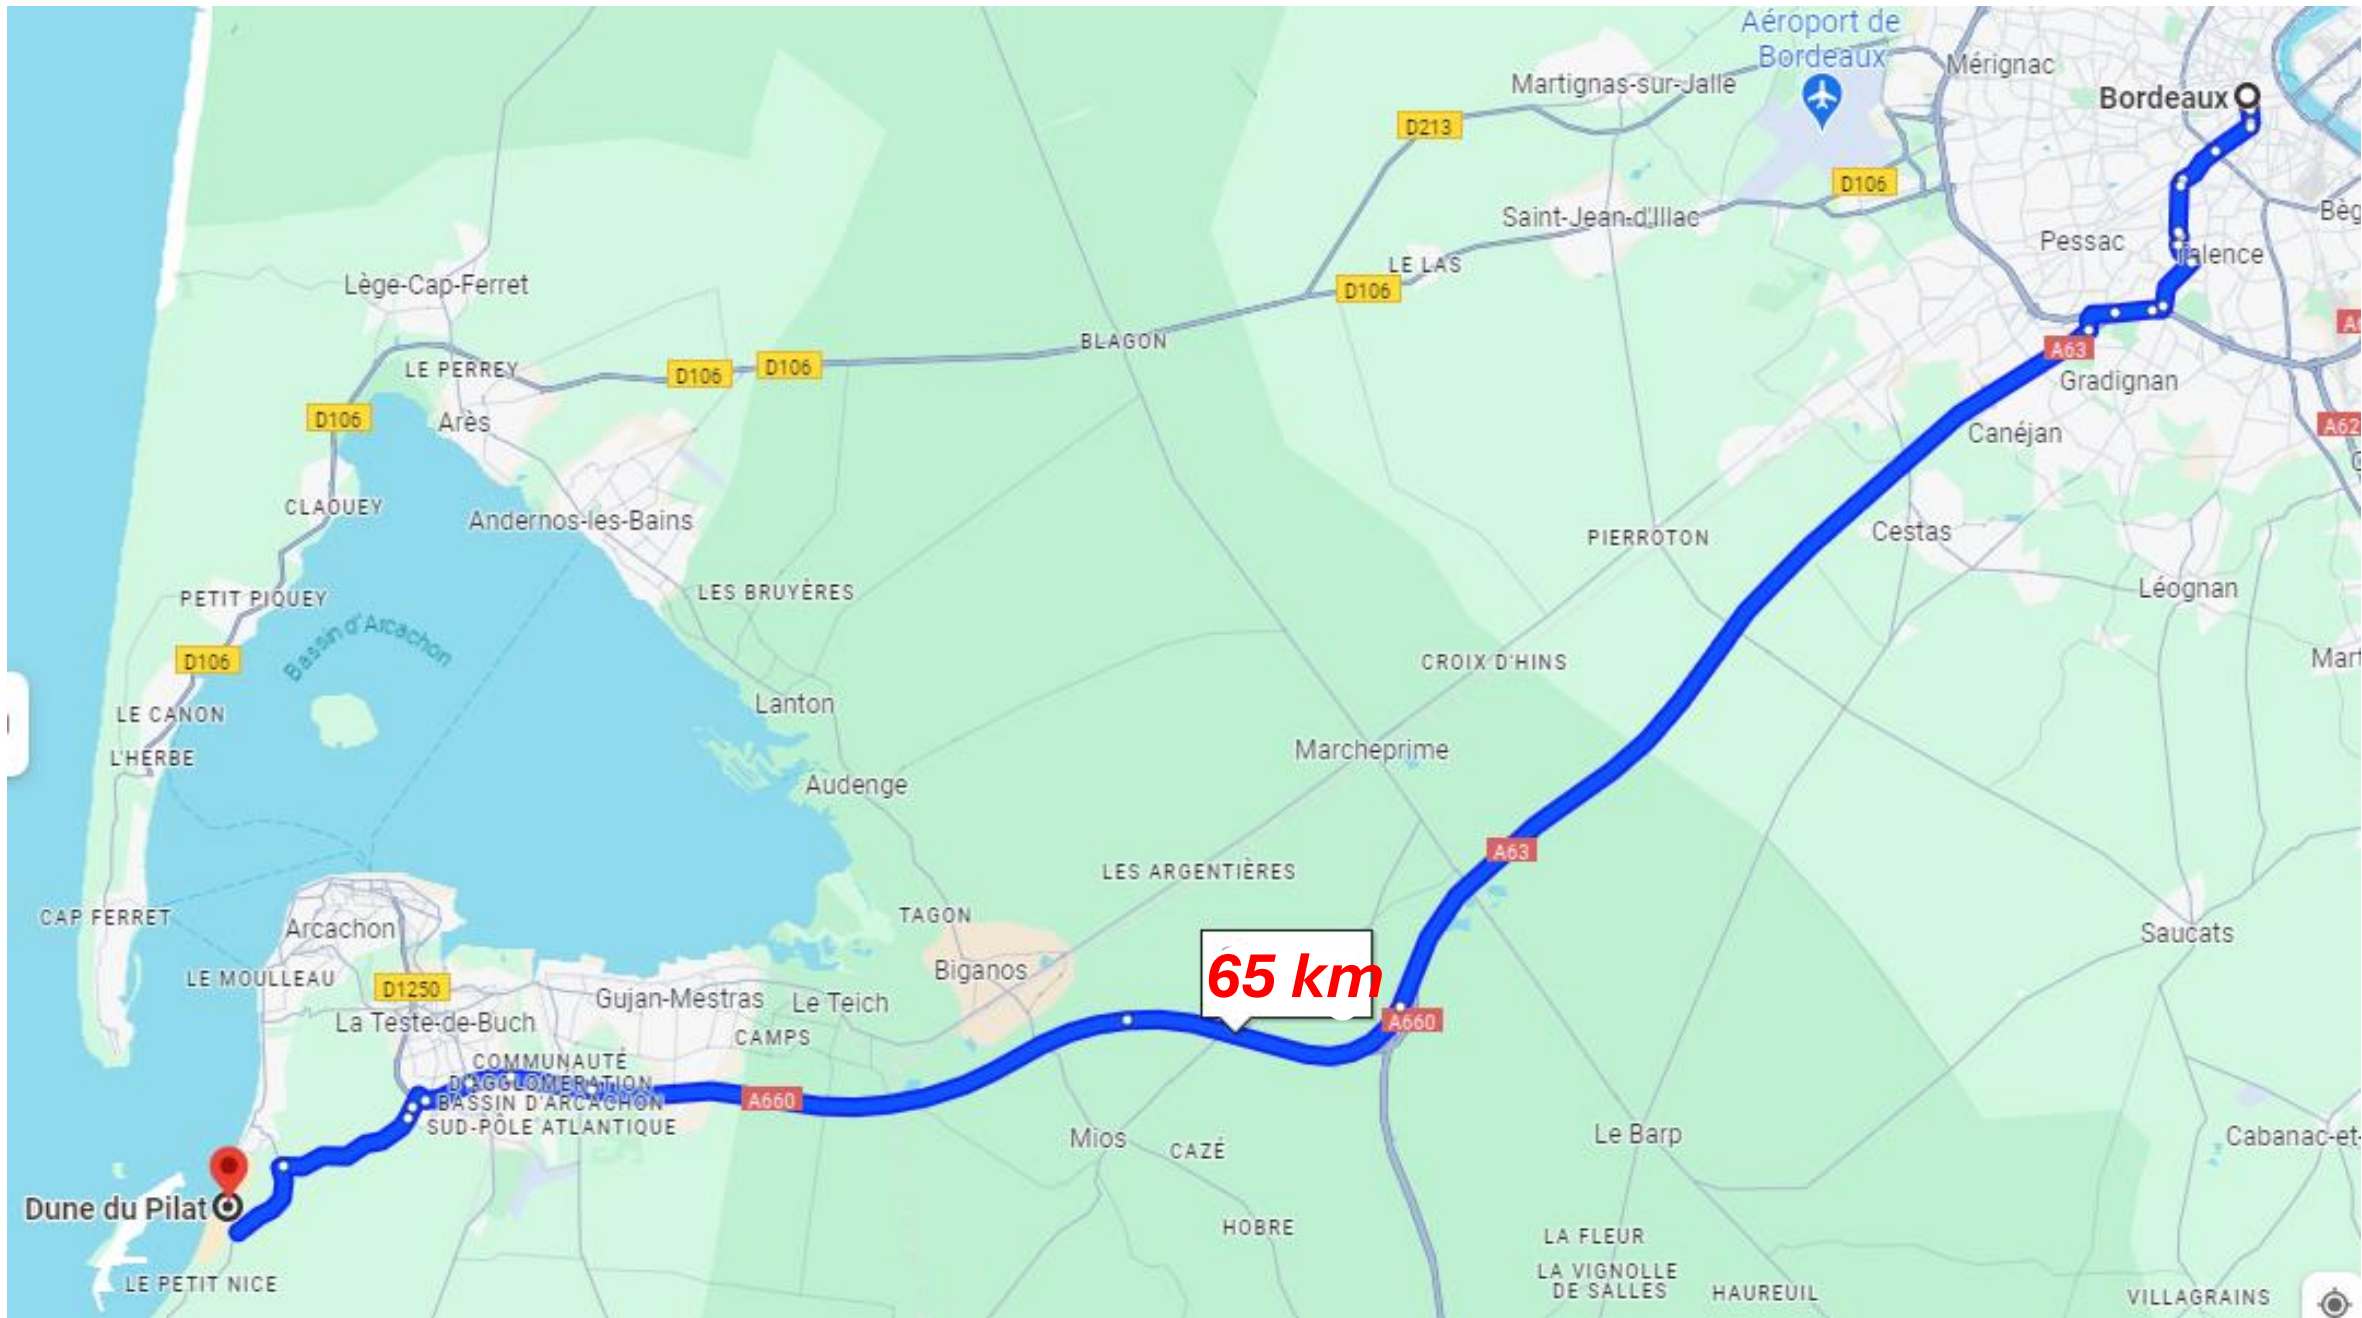 Aéroport de
Bordeaux
Mérignac
Martignas-sur-Jalle
Bordeaux
D213
D106
Saint-Jean-d'Illac
Bèg
Pessac
Talence
LE LAS
D106
Lège-Cap-Ferret
A63
BLAGON
LE PERREY
D106
D106
Gradignan
D106
Arès
A62
Canéjan
CLAOUEY
Andernos-les-Bains
Cestas
PIERROTON
LES BRUYÈRES
Léognan
PETIT PIQUEY
Bassin d'Arcachon
D106
CROIX D'HINS
Mart
Lanton
LE CANON
Marcheprime
L'HERBE
Audenge
A63
LES ARGENTIÈRES
CAP FERRET
TAGON
Arcachon
Saucats
Biganos
65 km
LE MOULLEAU
D1250
Gujan-Mestras
Le Teich
La Teste-de-Buch
A660
CAMPS
COMMUNAUTÉ
D'AGGLOMÉRATION
BASSIN D'ARCACHON
SUD-PÔLE ATLANTIQUE
A660
Mios
CAZÉ
Le Barp
Cabanac-et-
Dune du Pilat
HOBRE
LA FLEUR
LA VIGNOLLE
DE SALLES
LE PETIT NICE
HAUREUIL
VILLAGRAINS